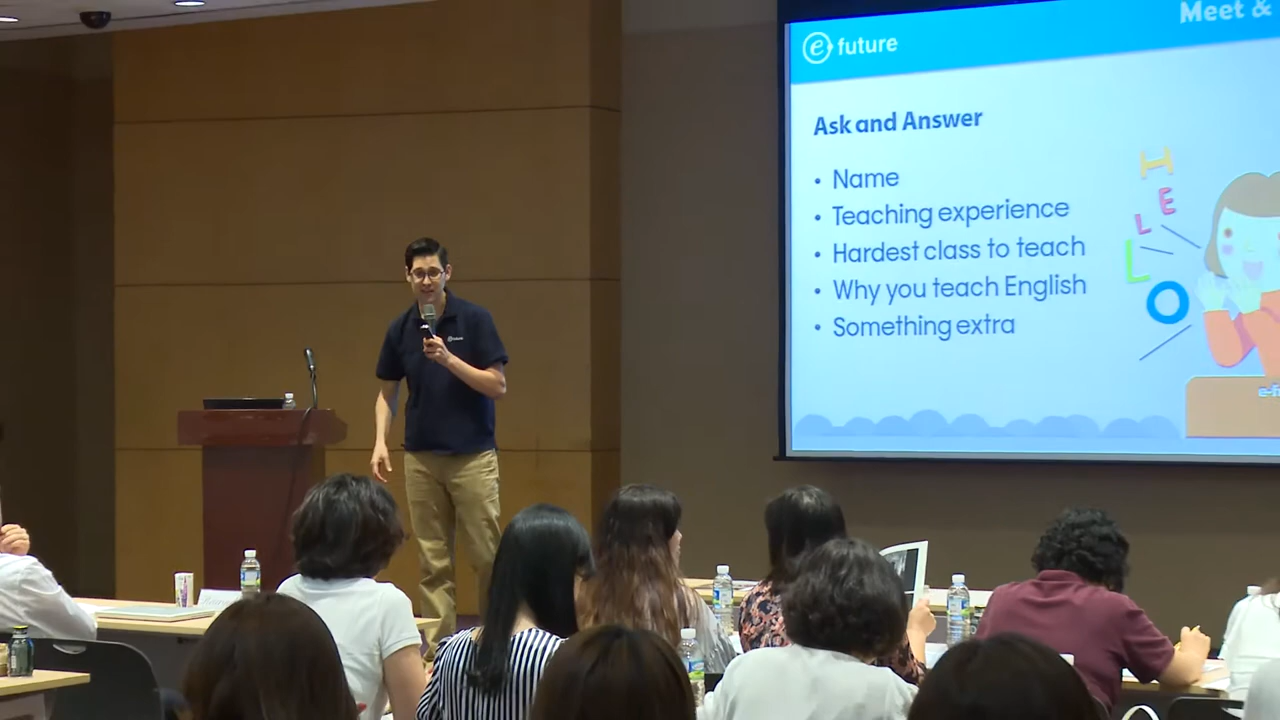 Meet &
e future
Ask and Answer
• Name
• Teaching experience
• Hardest class to teach
• Why you teach English
• Something extra
H
E
L
L
O